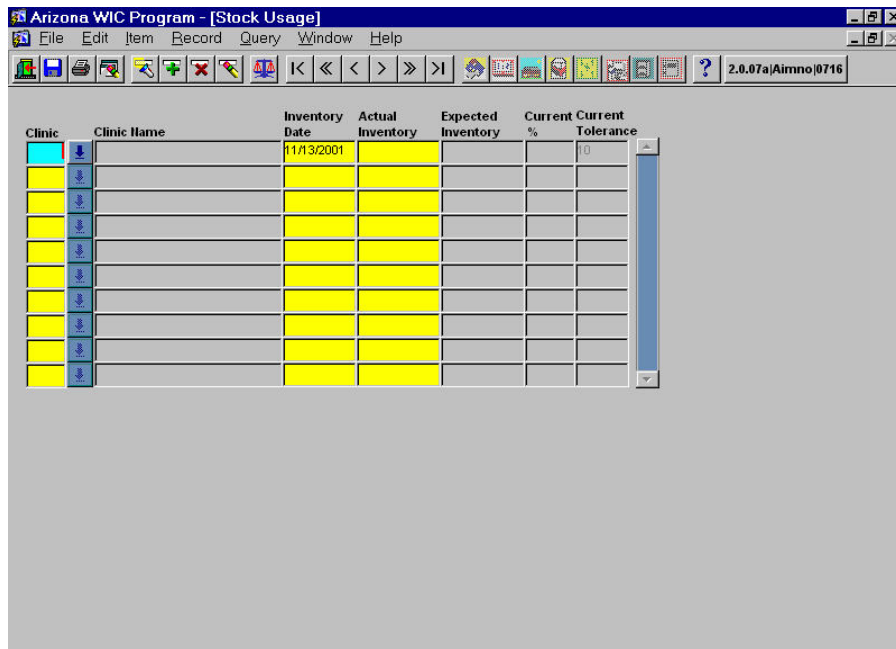 Arizona WIC Program - [Stock Usage]
File Edit Item Record Query Window Help
2.0.07a|Aimno|0716
Clinic Clinic Name Inventory Date Actual Inventory Expected Inventory Current % Current Tolerance
11/13/2001 10